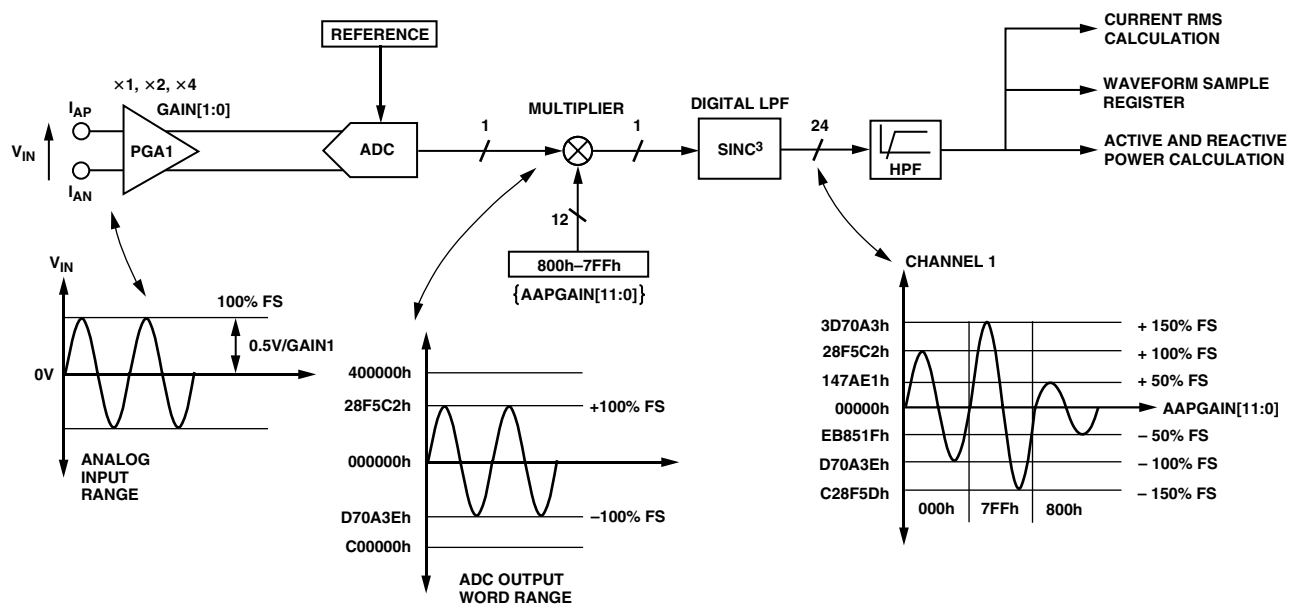 REFERENCE
CURRENT RMS
CALCULATION
WAVEFORM SAMPLE
REGISTER
ACTIVE AND REACTIVE
POWER CALCULATION
×1, ×2, ×4
GAIN[1:0]
IAP
VIN
IAN
PGA1
ADC
1
MULTIPLIER
1
DIGITAL LPF
SINC³
24
HPF
12
800h–7FFh
{AAPGAIN[11:0]}
VIN
100% FS
0.5V/GAIN1
0V
ANALOG
INPUT
RANGE
400000h
28F5C2h
+100% FS
000000h
D70A3Eh
–100% FS
C00000h
ADC OUTPUT
WORD RANGE
CHANNEL 1
3D70A3h
+ 150% FS
28F5C2h
+ 100% FS
147AE1h
+ 50% FS
00000h
AAPGAIN[11:0]
EB851Fh
– 50% FS
D70A3Eh
– 100% FS
C28F5Dh
– 150% FS
000h
7FFh
800h